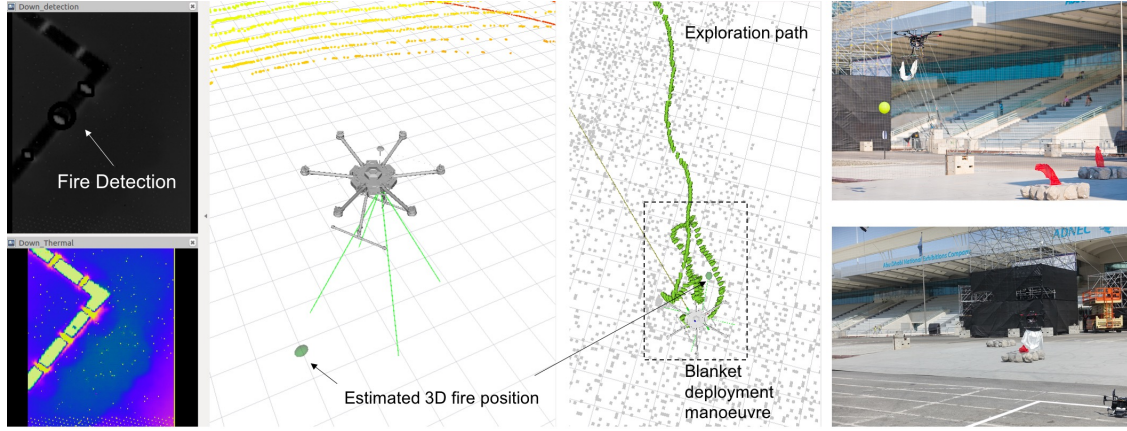 Down_detection
Fire Detection
Down_Thermal
Estimated 3D fire position
Exploration path
Blanket
deployment
manoeuvre
ADNEC
Abu Dhabi National Exhibitions Company